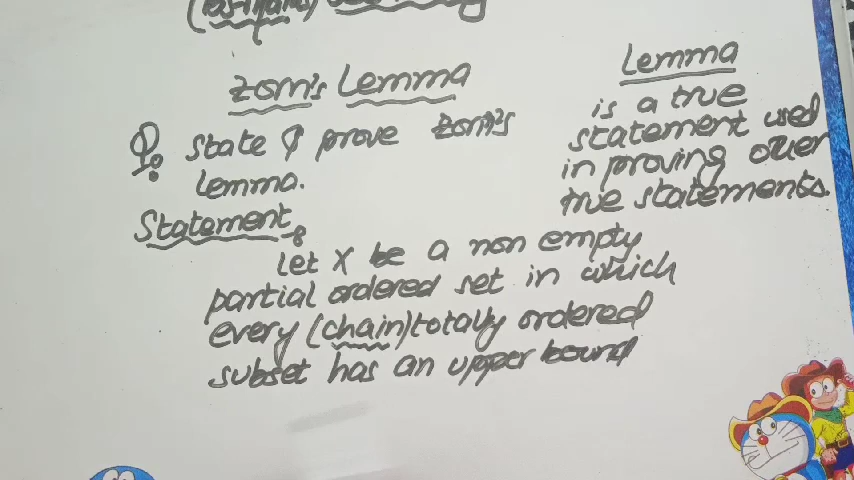 Zorn's Lemma
Q. State & prove Zorn's
Lemma.
Statement:
Let X be a non empty
partial ordered set in which
every (chain) totally ordered
subset has an upper bound
Lemma
is a true
statement used
in proving other
true statements.